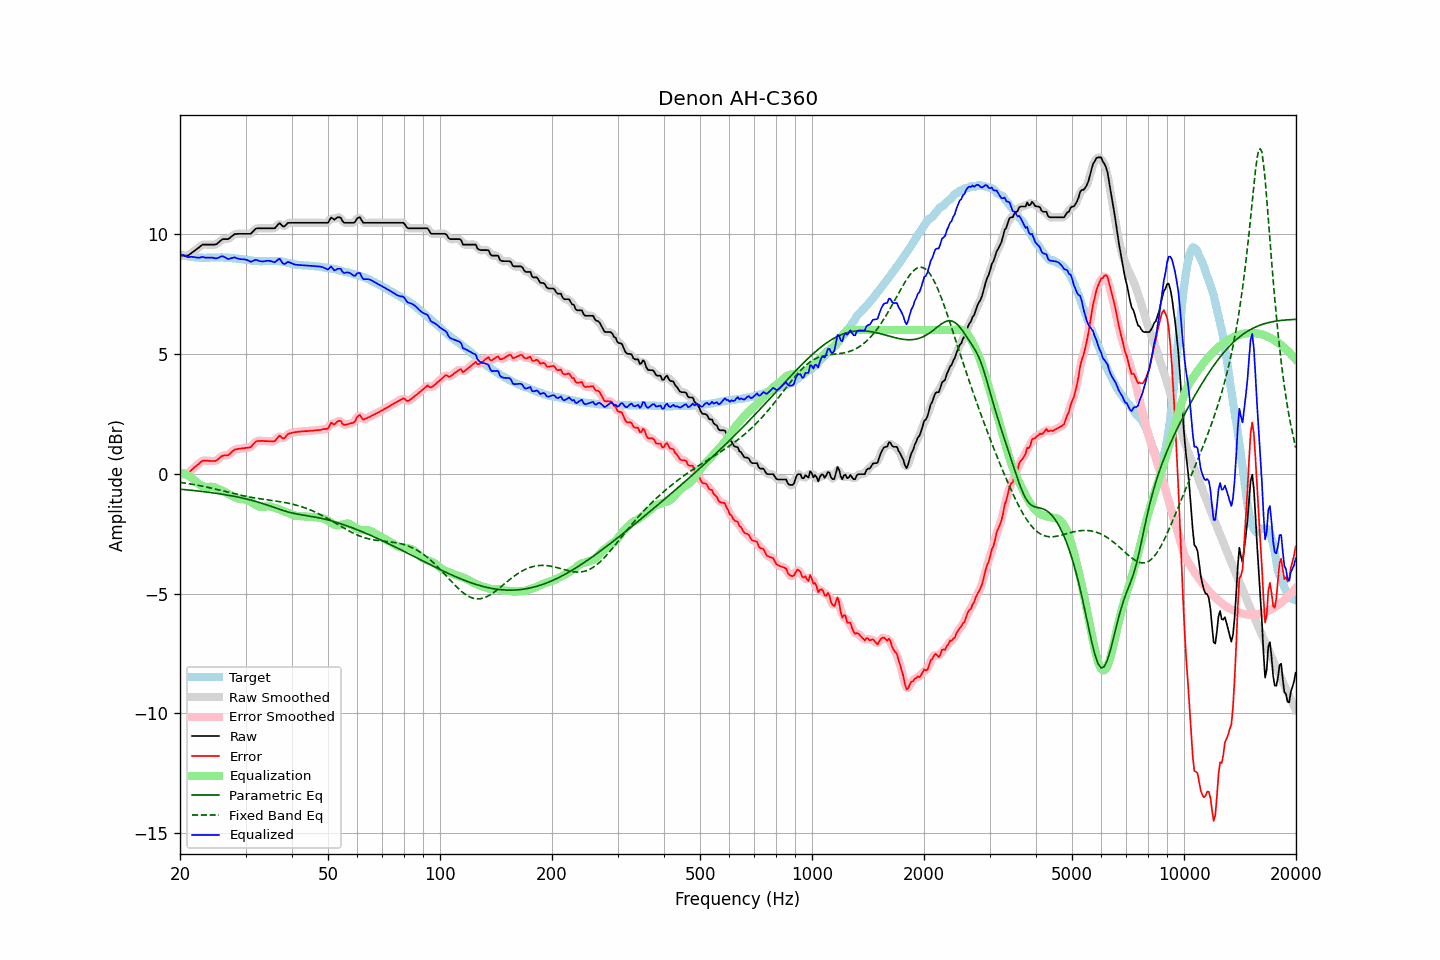 Denon AH-C360
Amplitude (dBr)
10
5
0
−5
−10
−15
Target
Raw Smoothed
Error Smoothed
Raw
Error
Equalization
Parametric Eq
Fixed Band Eq
Equalized
20 50 100 200 500 1000 2000 5000 10000 20000
Frequency (Hz)